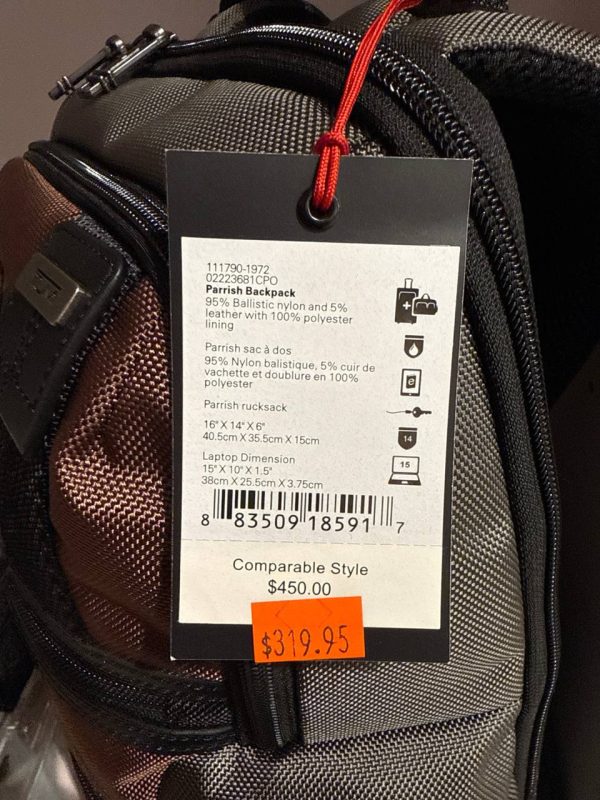 111790-1972
02223681CPO
Parrish Backpack
95% Ballistic nylon and 5%
leather with 100% polyester
lining
Parrish sac à dos
95% Nylon balistique, 5% cuir de
vachette et doublure en 100%
polyester
Parrish rucksack
16" X 14" X 6"
40.5cm X 35.5cm X 15cm
14
Laptop Dimension
15" X 10" X 1.5"
38cm X 25.5cm X 3.75cm
15
8 83509 18591 7
Comparable Style
$450.00
$319.95